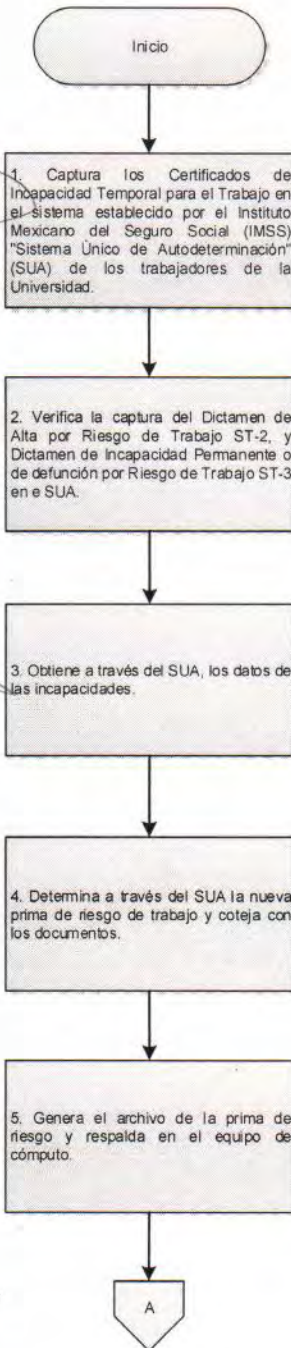 Inicio
1. Captura los Certificados de
Incapacidad Temporal para el Trabajo en
el sistema establecido por el Instituto
Mexicano del Seguro Social (IMSS)
"Sistema Único de Autodeterminación"
(SUA) de los trabajadores de la
Universidad.
2. Verifica la captura del Dictamen de
Alta por Riesgo de Trabajo ST-2, y
Dictamen de Incapacidad Permanente o
de defunción por Riesgo de Trabajo ST-3
en e SUA.
3. Obtiene a través del SUA, los datos de
las incapacidades.
4. Determina a través del SUA la nueva
prima de riesgo de trabajo y coteja con
los documentos.
5. Genera el archivo de la prima de
riesgo y respalda en el equipo de
cómputo.
A